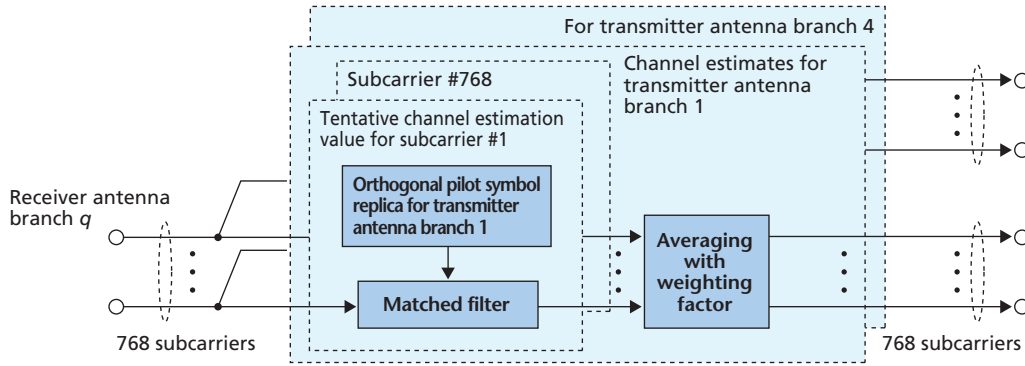 For transmitter antenna branch 4
Channel estimates for
transmitter antenna
branch 1
Subcarrier #768
Tentative channel estimation
value for subcarrier #1
Orthogonal pilot symbol
replica for transmitter
antenna branch 1
Receiver antenna
branch q
Averaging
with
weighting
factor
Matched filter
768 subcarriers
768 subcarriers